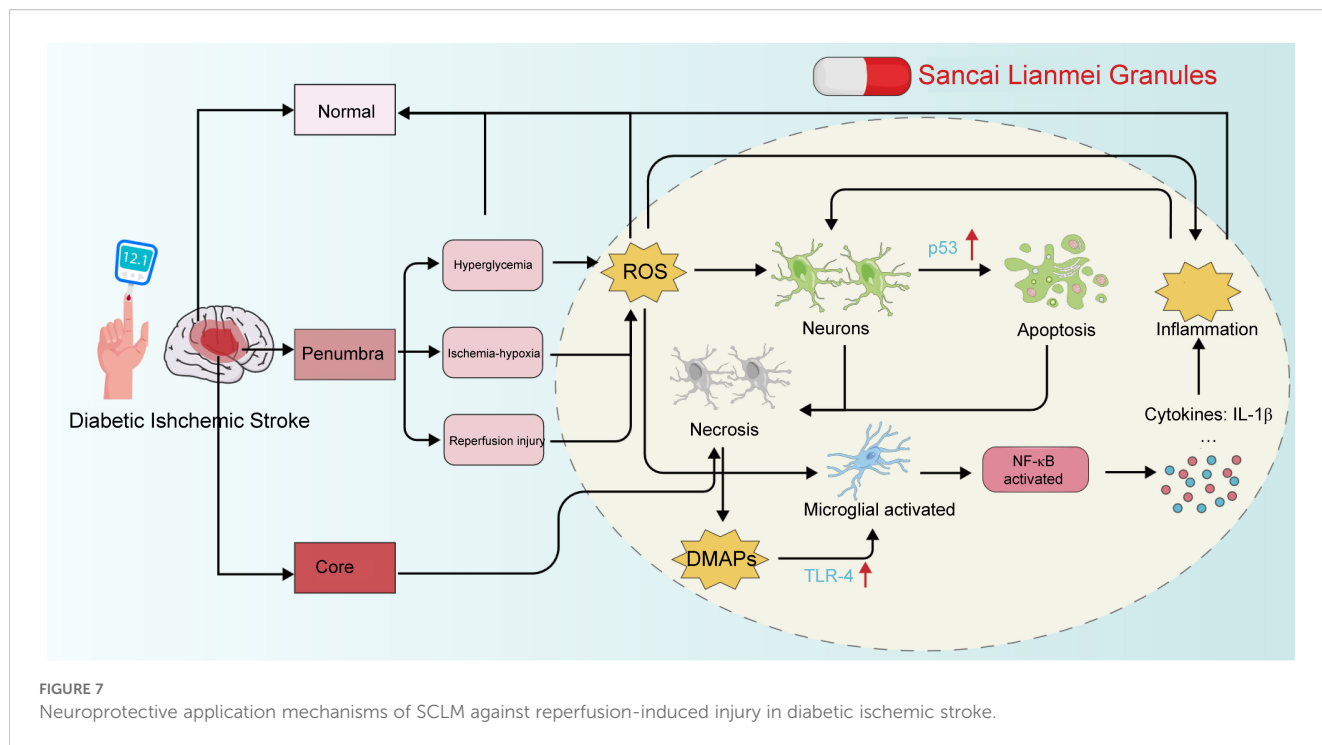 Sancai Lianmei Granules
Normal
12.1
Hyperglycemia
ROS
p53
Neurons
Apoptosis
Inflammation
Penumbra
Ischemia-hypoxia
Diabetic Ishchemic Stroke
Necrosis
Cytokines: IL-1β
...
Reperfusion injury
NF-κB
activated
Microglial activated
DMAPs
TLR-4
Core
FIGURE 7
Neuroprotective application mechanisms of SCLM against reperfusion-induced injury in diabetic ischemic stroke.